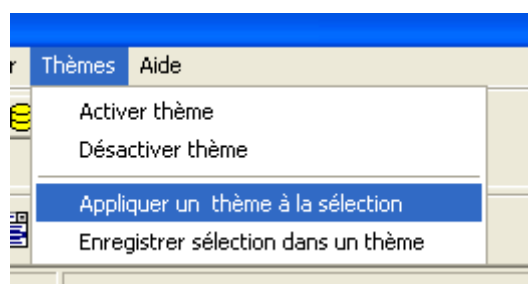 r Thèmes Aide
Activer thème
Désactiver thème
Appliquer un  thème à la sélection
Enregistrer sélection dans un thème